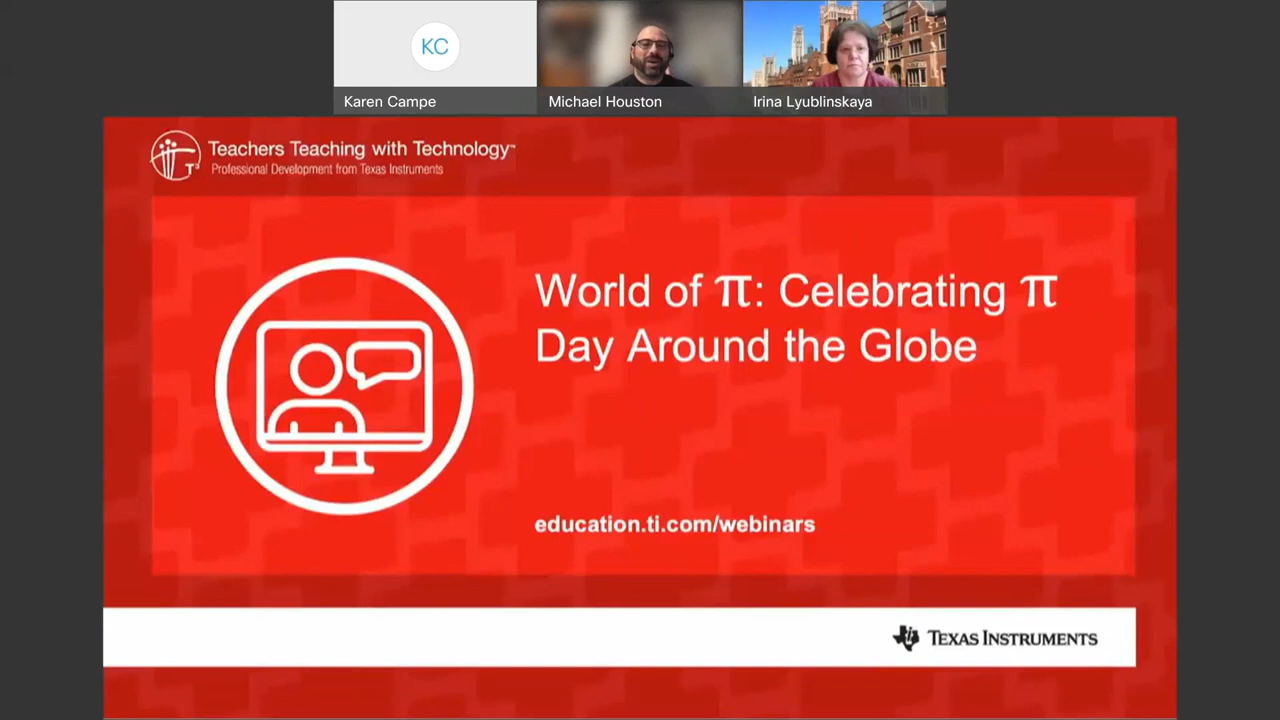 KC
Karen Campe
Michael Houston
Irina Lyublinskaya
Teachers Teaching with Technology™
Professional Development from Texas Instruments
T³
World of π: Celebrating π
Day Around the Globe
education.ti.com/webinars
TEXAS INSTRUMENTS